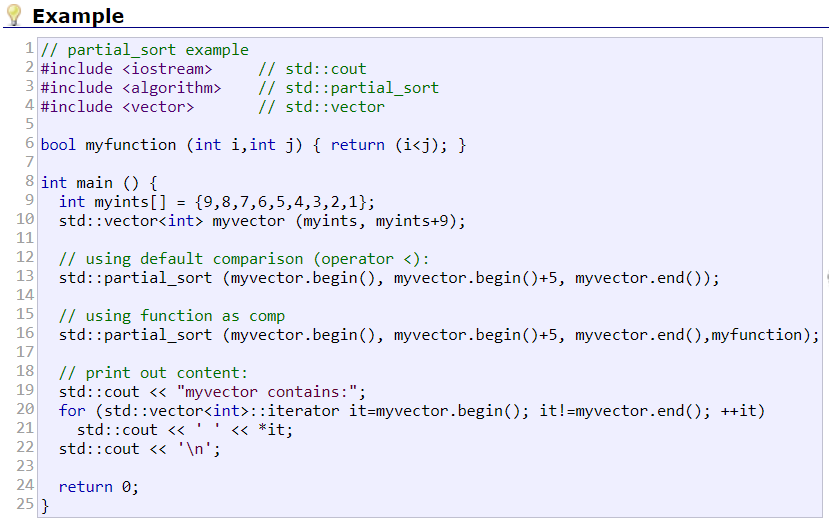 Example
1 // partial_sort example
2 #include <iostream>     // std::cout
3 #include <algorithm>    // std::partial_sort
4 #include <vector>       // std::vector
5
6 bool myfunction (int i,int j) { return (i<j); }
7
8 int main () {
9   int myints[] = {9,8,7,6,5,4,3,2,1};
10   std::vector<int> myvector (myints, myints+9);
11
12   // using default comparison (operator <):
13   std::partial_sort (myvector.begin(), myvector.begin()+5, myvector.end());
14
15   // using function as comp
16   std::partial_sort (myvector.begin(), myvector.begin()+5, myvector.end(),myfunction);
17
18   // print out content:
19   std::cout << "myvector contains:";
20   for (std::vector<int>::iterator it=myvector.begin(); it!=myvector.end(); ++it)
21     std::cout << ' ' << *it;
22   std::cout << '\n';
23
24   return 0;
25 }